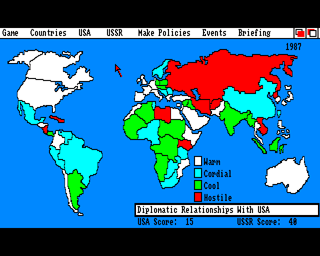 Game Countries USA USSR Make Policies Events Briefing
1987
Warm
Cordial
Cool
Hostile
Diplomatic Relationships With USA
USA Score: 15 USSR Score: 40